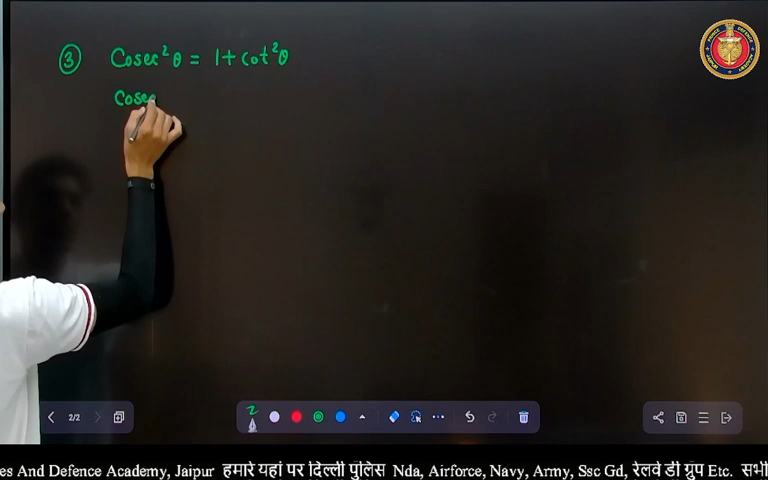 ③ Cosec²θ = 1 + cot²θ
Cosec
2/2
es And Defence Academy, Jaipur हमारे यहां पर दिल्ली पुलिस Nda, Airforce, Navy, Army, Ssc Gd, रेलवे डी ग्रुप Etc. सभी